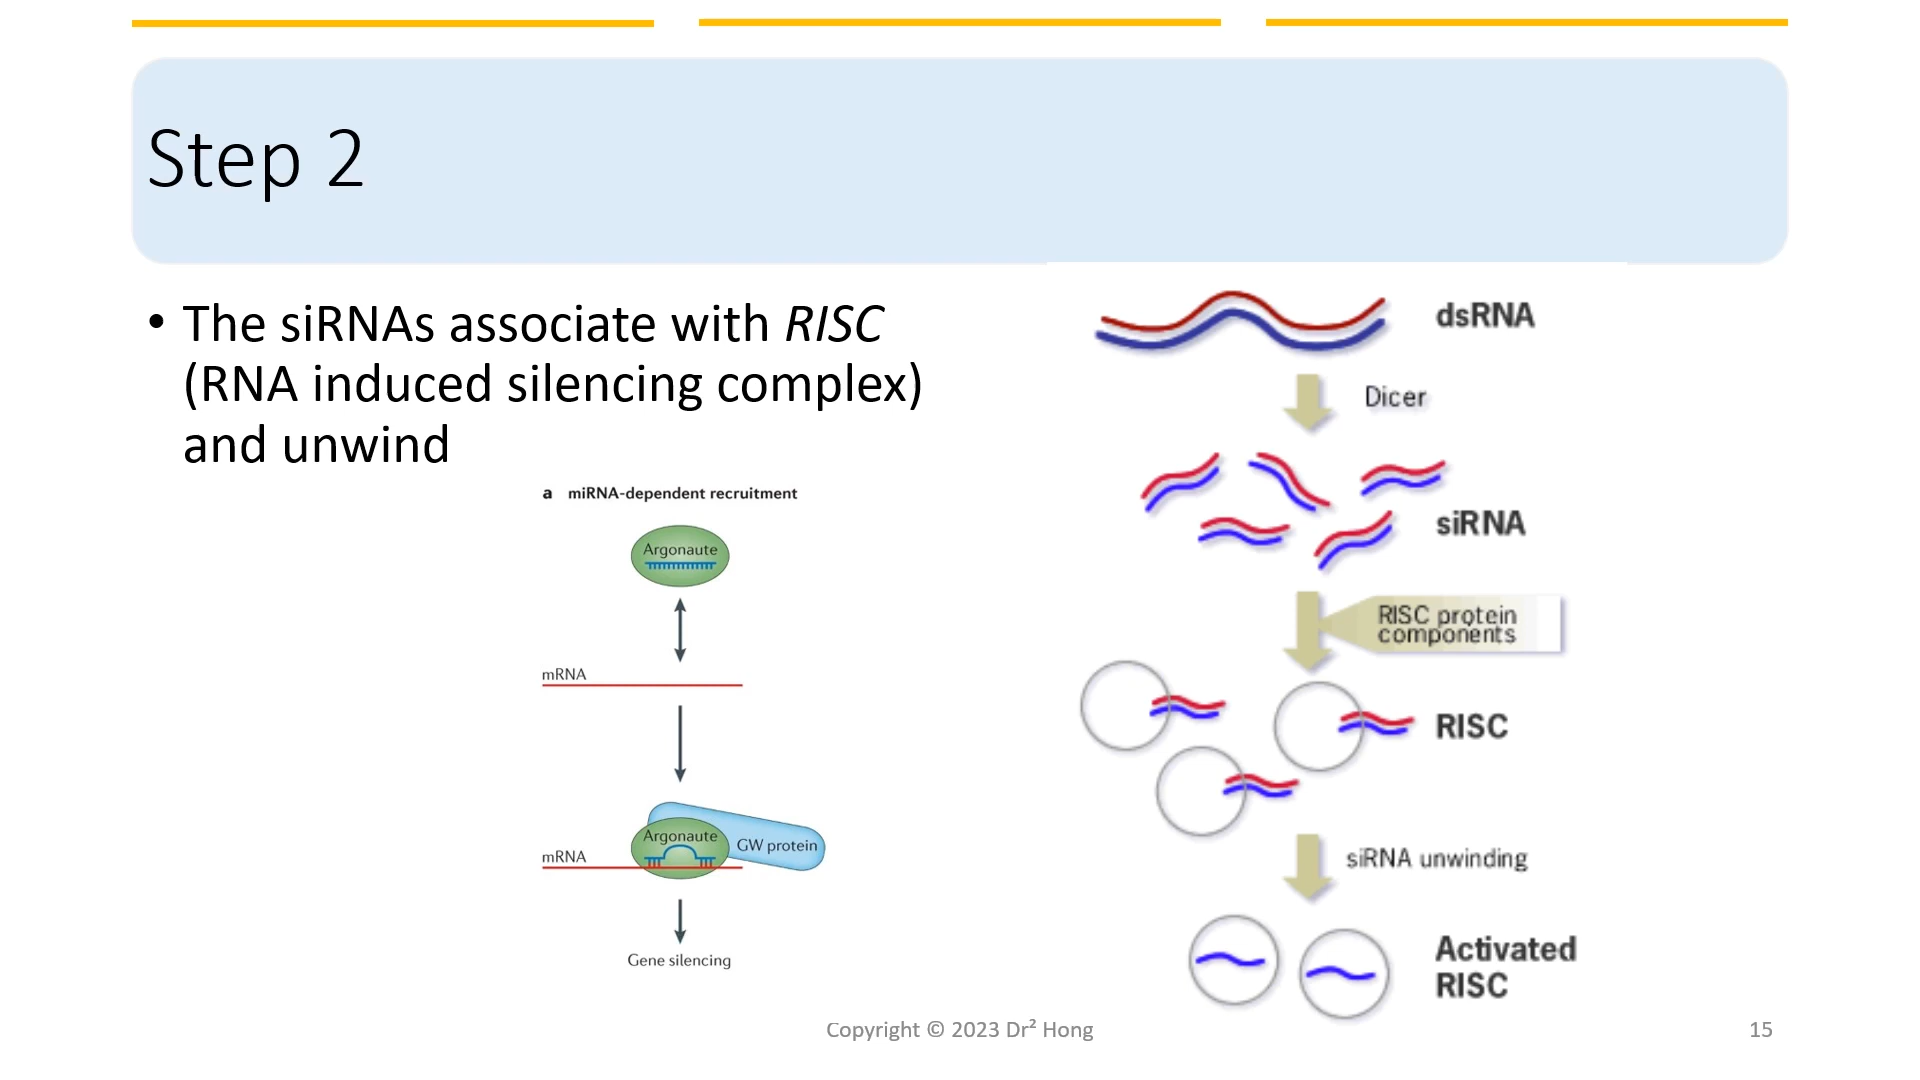 Step 2
• The siRNAs associate with RISC
(RNA induced silencing complex)
and unwind
a miRNA-dependent recruitment
Argonaute
mRNA
Argonaute
GW protein
mRNA
Gene silencing
dsRNA
Dicer
siRNA
RISC protein
components
RISC
siRNA unwinding
Activated
RISC
Copyright © 2023 Dr² Hong
15